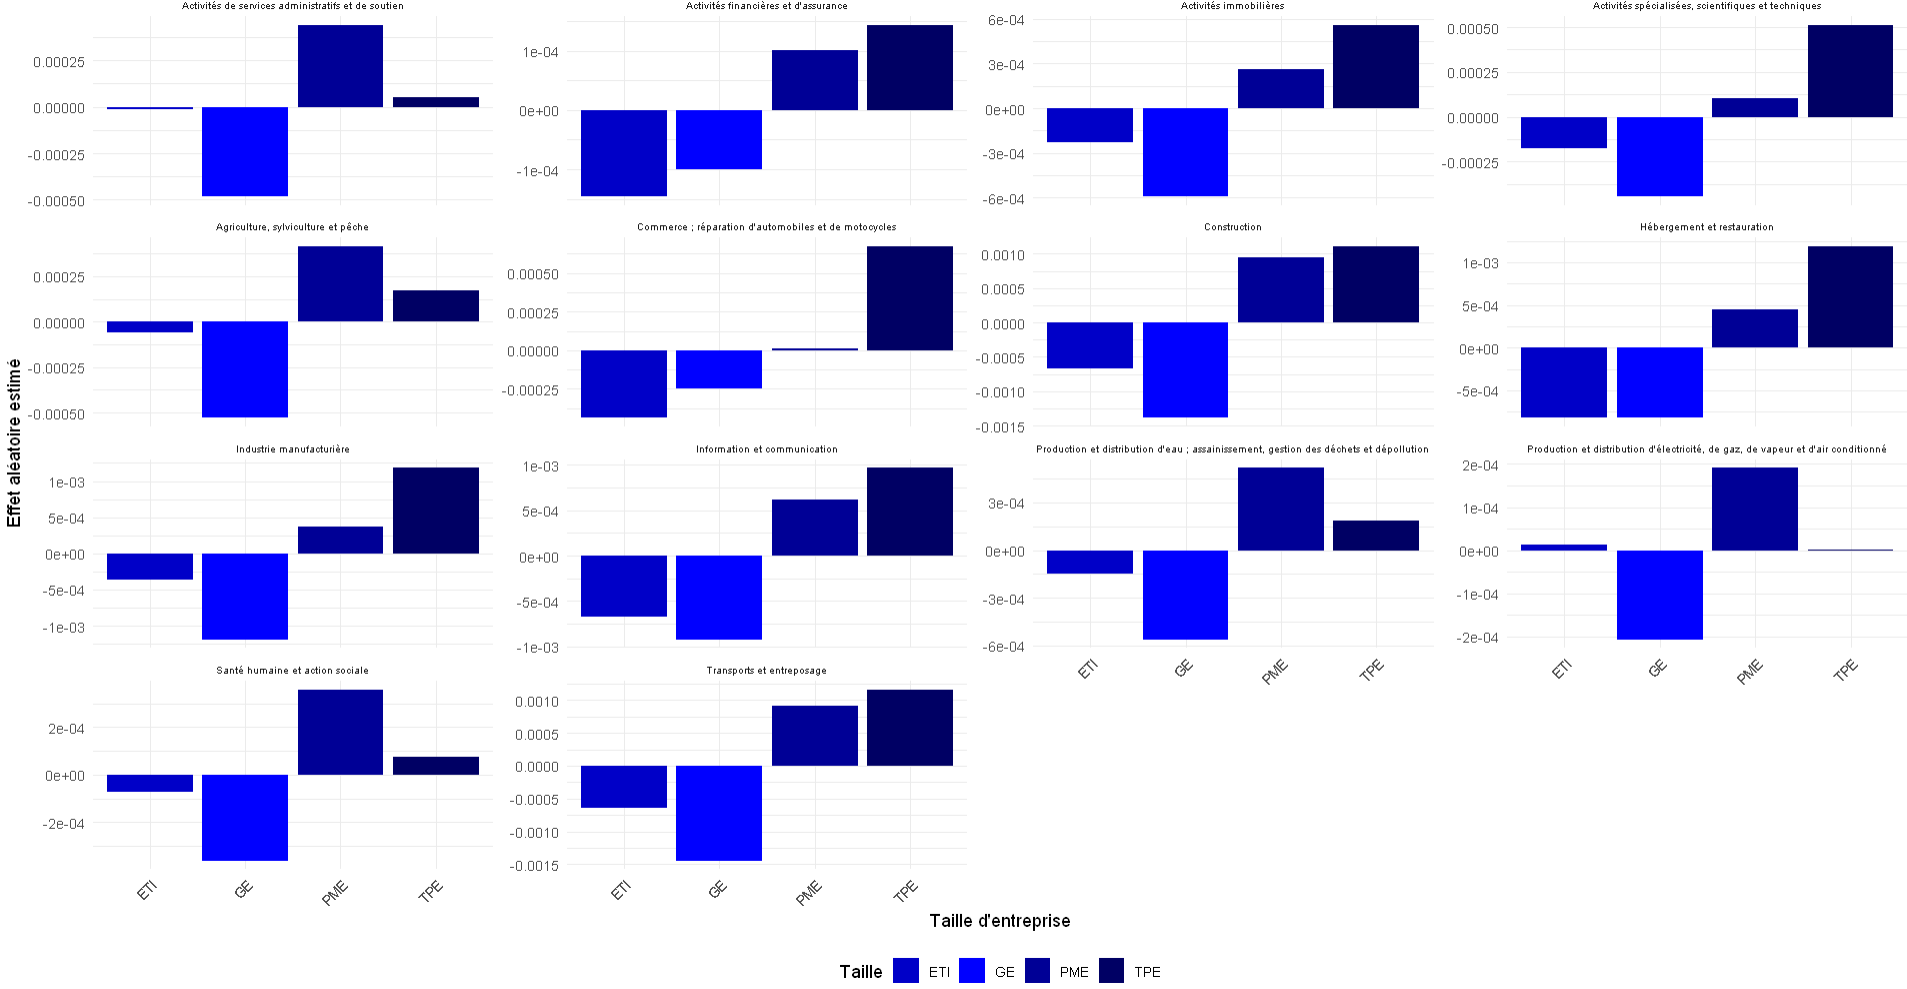 Activités de services administratifs et de soutien
Activités financières et d'assurance
Activités immobilières
Activités spécialisées, scientifiques et techniques
0.00025
0.00000
-0.00025
-0.00050
1e-04
0e+00
-1e-04
6e-04
3e-04
0e+00
-3e-04
-6e-04
0.00050
0.00025
0.00000
-0.00025
Agriculture, sylviculture et pêche
Commerce ; réparation d'automobiles et de motocycles
Construction
Hébergement et restauration
0.00025
0.00000
-0.00025
-0.00050
0.00050
0.00025
0.00000
-0.00025
0.0010
0.0005
0.0000
-0.0005
-0.0010
-0.0015
1e-03
5e-04
0e+00
-5e-04
Effet aléatoire estimé
Industrie manufacturière
Information et communication
Production et distribution d'eau ; assainissement, gestion des déchets et dépollution
Production et distribution d'électricité, de gaz, de vapeur et d'air conditionné
1e-03
5e-04
0e+00
-5e-04
-1e-03
1e-03
5e-04
0e+00
-5e-04
-1e-03
3e-04
0e+00
-3e-04
-6e-04
2e-04
1e-04
0e+00
-1e-04
-2e-04
ETI
GE
PME
TPE
ETI
GE
PME
TPE
Santé humaine et action sociale
Transports et entreposage
2e-04
0e+00
-2e-04
0.0010
0.0005
0.0000
-0.0005
-0.0010
-0.0015
ETI
GE
PME
TPE
ETI
GE
PME
TPE
Taille d'entreprise
Taille ETI GE PME TPE